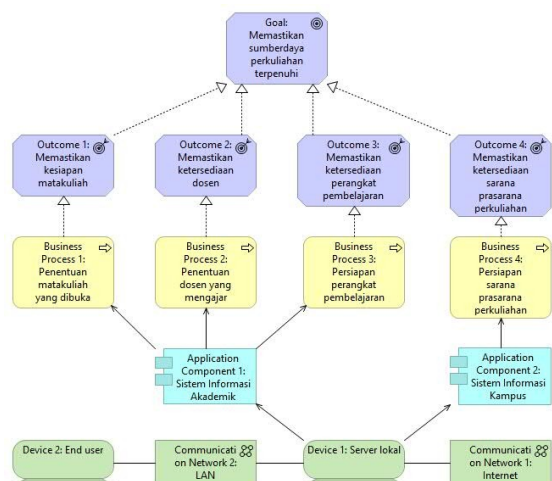 Goal:
Memastikan
sumberdaya
perkuliahan
terpenuhi
Outcome 1:
Memastikan
kesiapan
matakuliah
Outcome 2:
Memastikan
ketersediaan
dosen
Outcome 3:
Memastikan
ketersediaan
perangkat
pembelajaran
Outcome 4:
Memastikan
ketersediaan
sarana
prasarana
perkuliahan
Business
Process 1:
Penentuan
matakuliah
yang dibuka
Business
Process 2:
Penentuan
dosen yang
mengajar
Business
Process 3:
Persiapan
perangkat
pembelajaran
Business
Process 4:
Persiapan
sarana
prasarana
perkuliahan
Application
Component 1:
Sistem Informasi
Akademik
Application
Component 2:
Sistem Informasi
Kampus
Device 2: End user
Communicati
on Network 2:
LAN
Device 1: Server lokal
Communicati
on Network 1:
Internet